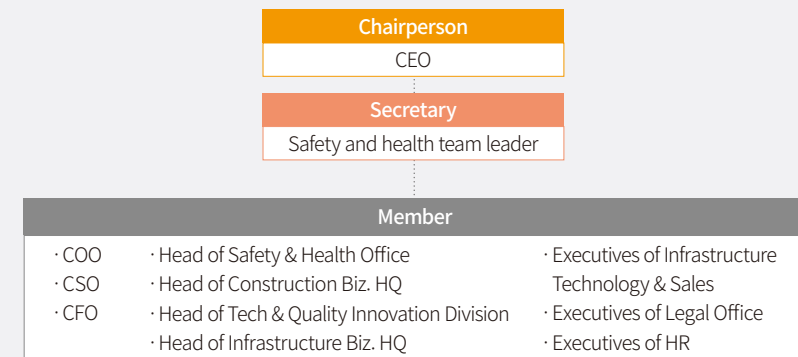 Chairperson
CEO
Secretary
Safety and health team leader
Member
· COO
· CSO
· CFO
· Head of Safety & Health Office
· Head of Construction Biz. HQ
· Head of Tech & Quality Innovation Division
· Head of Infrastructure Biz. HQ
· Executives of Infrastructure
Technology & Sales
· Executives of Legal Office
· Executives of HR